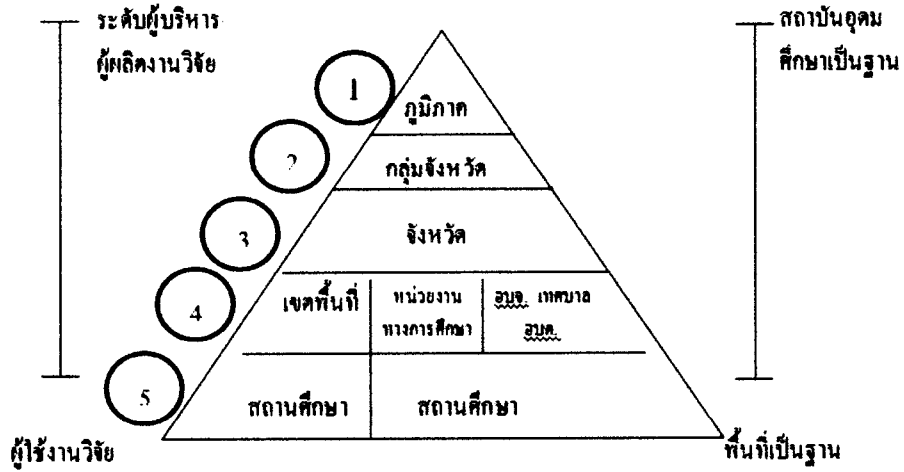 ระดับผู้บริหาร
ผู้ผลิตงานวิจัย
สถาบันอุดม
ศึกษาเป็นฐาน
1
ภูมิภาค
2
กลุ่มจังหวัด
3
จังหวัด
4
เขตพื้นที่
หน่วยงาน
ทางการศึกษา
อบจ. เทศบาล
อบต.
5
สถานศึกษา
สถานศึกษา
ผู้ใช้งานวิจัย
พื้นที่เป็นฐาน